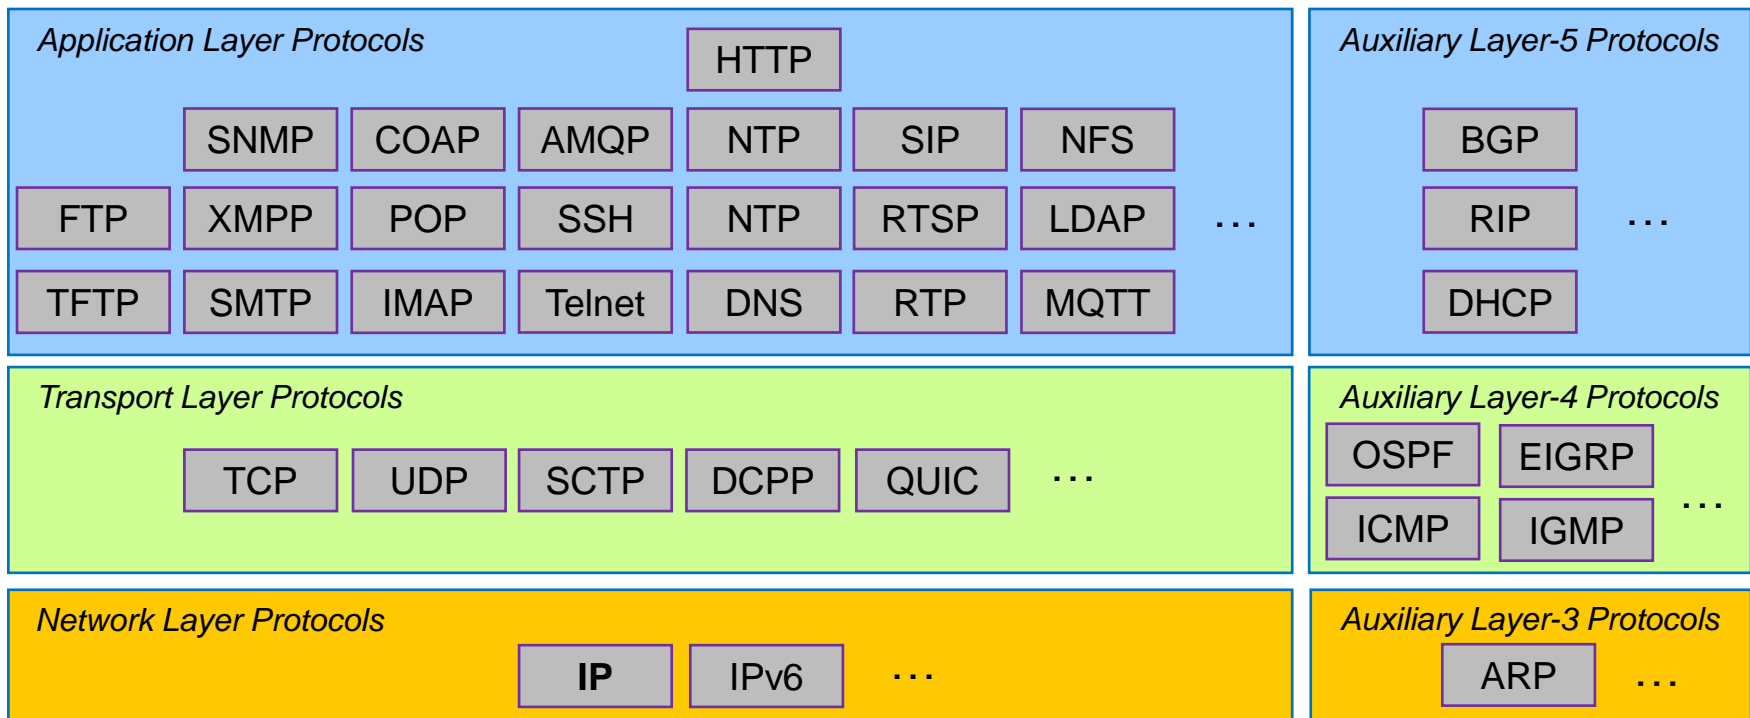 Application Layer Protocols
HTTP
SNMP COAP AMQP NTP SIP NFS
FTP XMPP POP SSH NTP RTSP LDAP ...
TFTP SMTP IMAP Telnet DNS RTP MQTT
Auxiliary Layer-5 Protocols
BGP
RIP ...
DHCP
Transport Layer Protocols
TCP UDP SCTP DCPP QUIC ...
Auxiliary Layer-4 Protocols
OSPF EIGRP
ICMP IGMP ...
Network Layer Protocols
IP IPv6 ...
Auxiliary Layer-3 Protocols
ARP ...